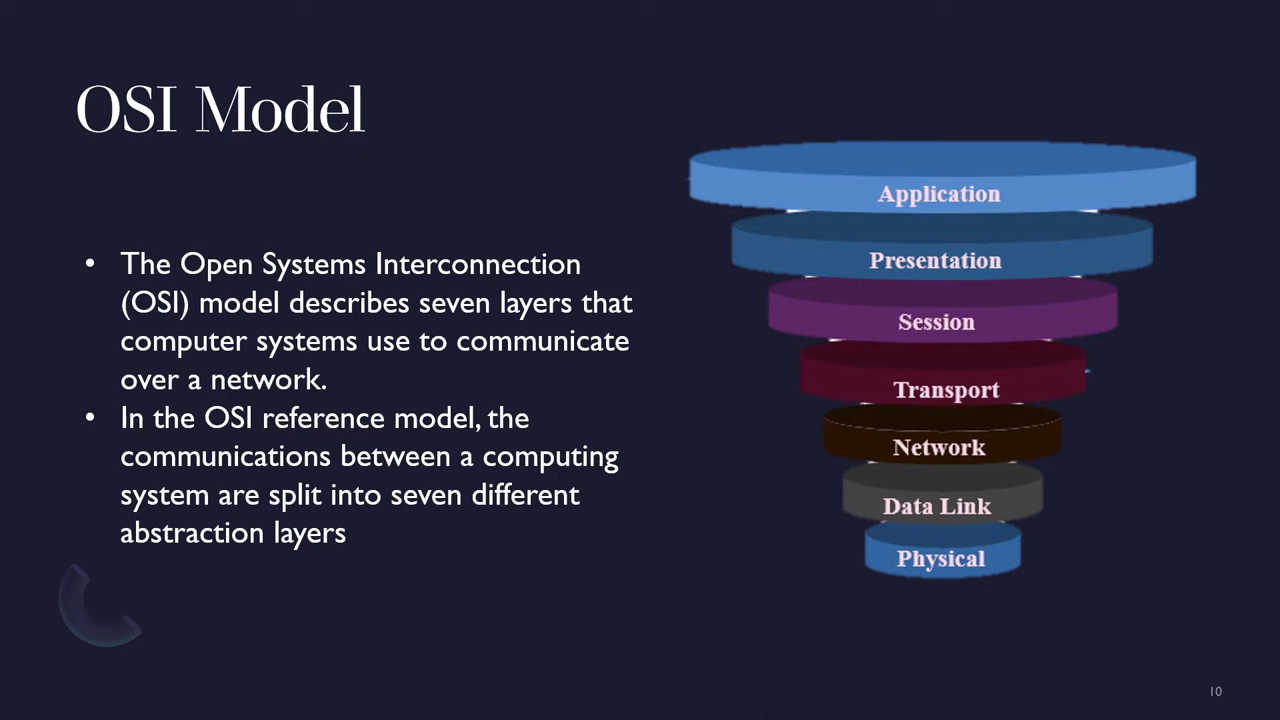 OSI Model
• The Open Systems Interconnection
(OSI) model describes seven layers that
computer systems use to communicate
over a network.
• In the OSI reference model, the
communications between a computing
system are split into seven different
abstraction layers
Application
Presentation
Session
Transport
Network
Data Link
Physical
10